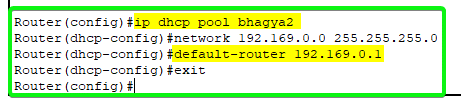 Router(config)#ip dhcp pool bhagya2
Router(dhcp-config)#network 192.169.0.0 255.255.255.0
Router(dhcp-config)#default-router 192.169.0.1
Router(dhcp-config)#exit
Router(config)#